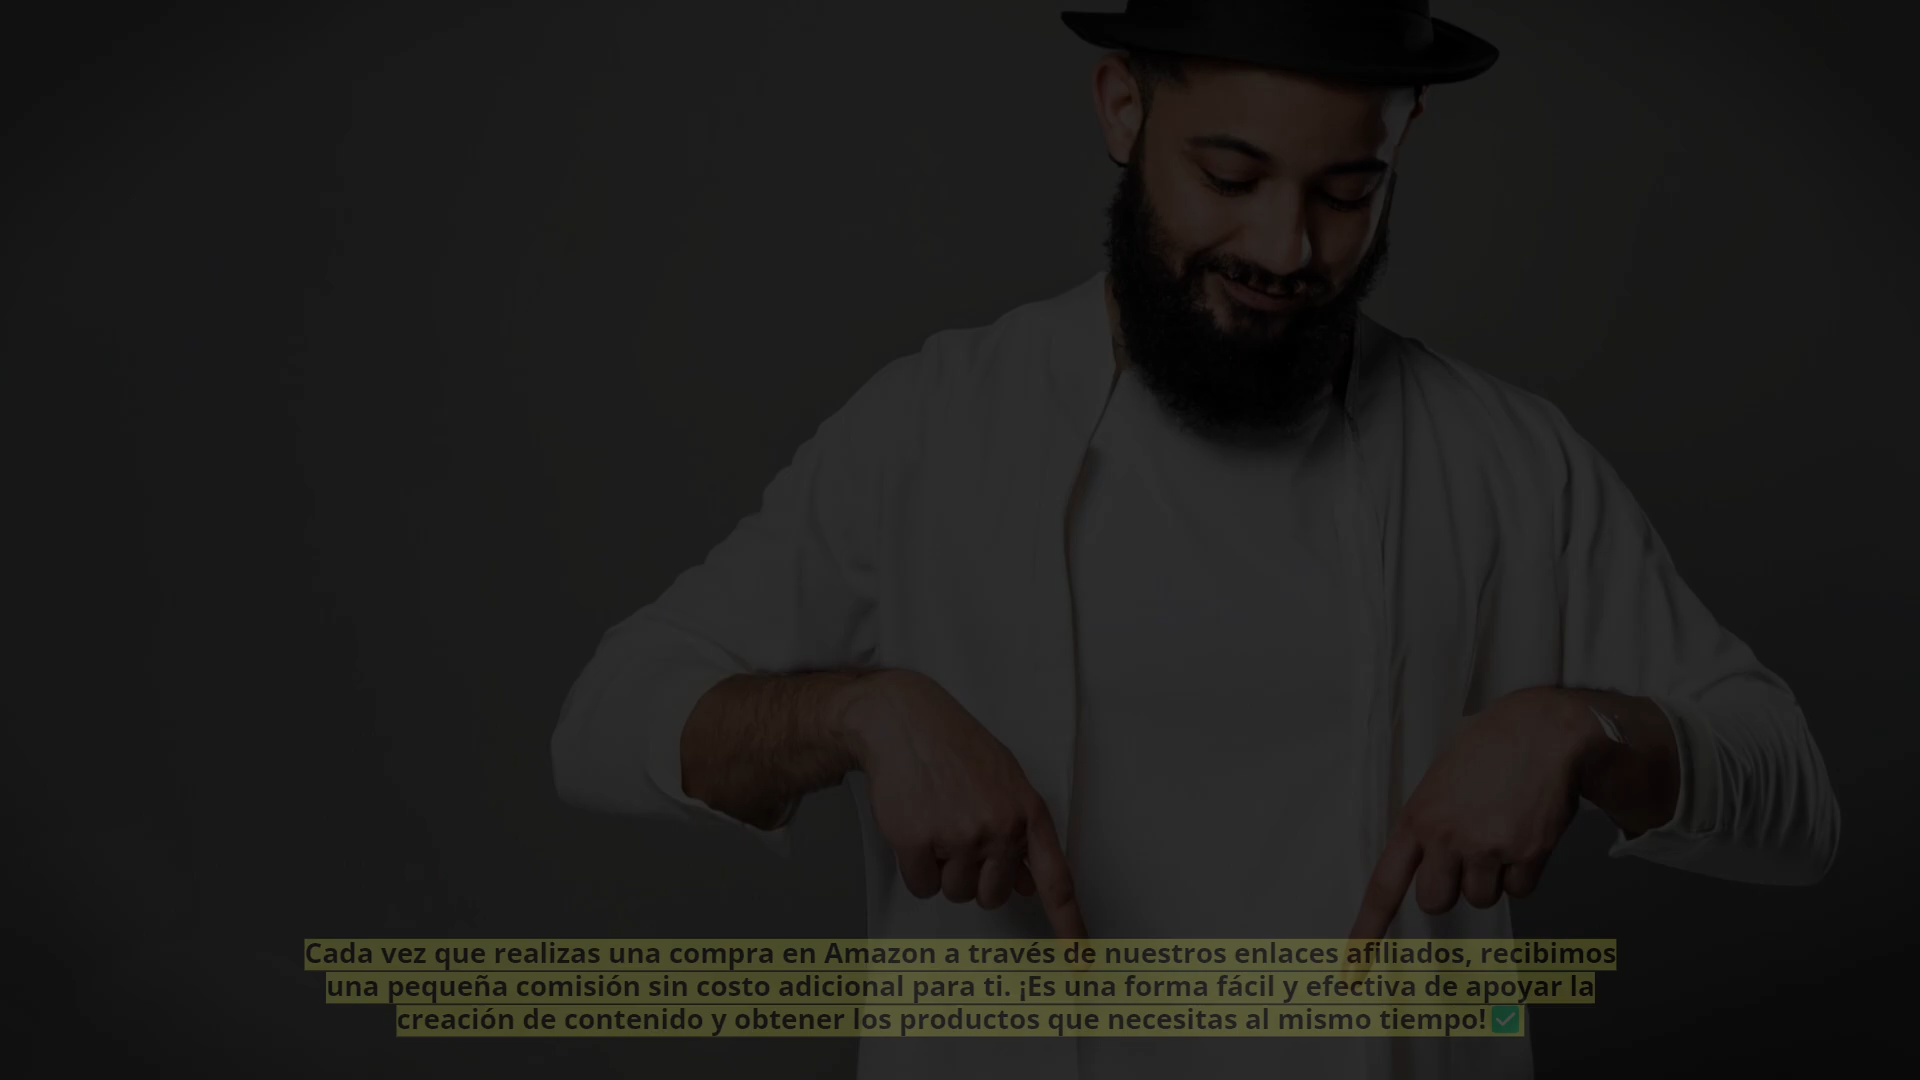 Cada vez que realizas una compra en Amazon a través de nuestros enlaces afiliados, recibimos
una pequeña comisión sin costo adicional para ti. ¡Es una forma fácil y efectiva de apoyar la
creación de contenido y obtener los productos que necesitas al mismo tiempo! ✅